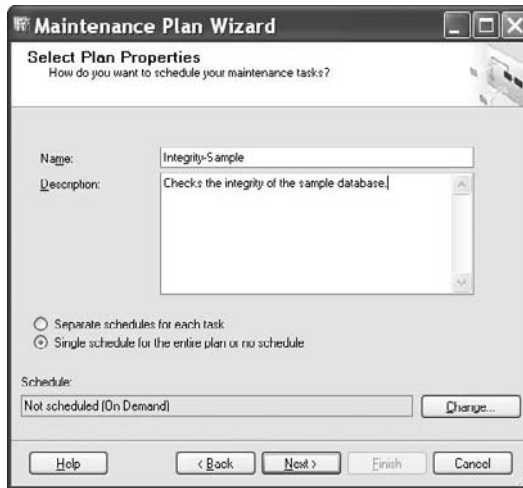 Maintenance Plan Wizard
Select Plan Properties
How do you want to schedule your maintenance tasks?
Name:
Integrity-Sample
Description:
Checks the integrity of the sample database.
Separate schedules for each task
Single schedule for the entire plan or no schedule
Schedule:
Not scheduled (On Demand)
Change...
Help
< Back
Next >
Finish
Cancel